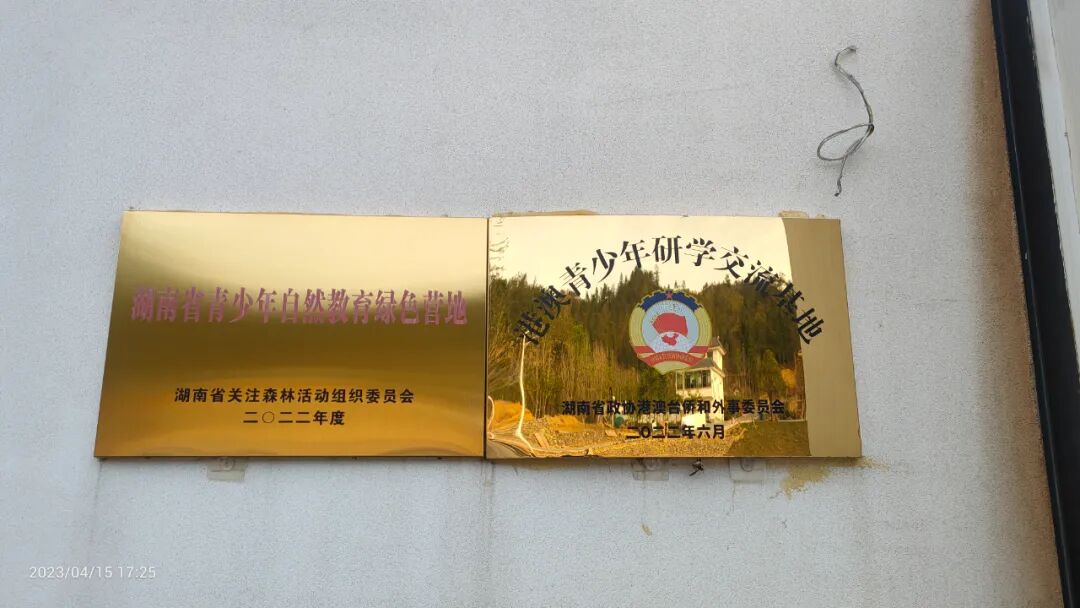 湖南省青少年自然教育绿色营地
湖南省关注森林活动组织委员会
二〇二二年度
港澳青少年研学交流基地
湖南省政协港澳台侨和外事委员会
二〇二二年六月
2023/04/15 17:25